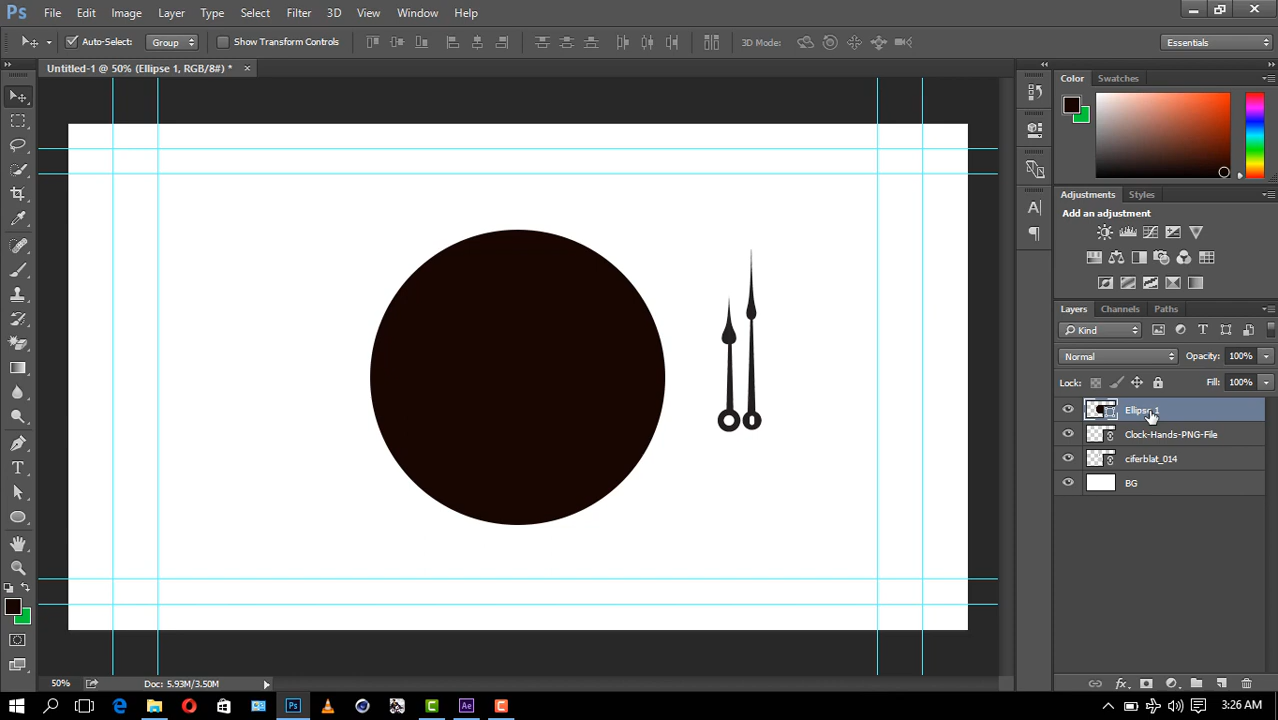 Ps File Edit Image Layer Type Select Filter 3D View Window Help
Auto-Select: Group Show Transform Controls 3D Mode: Essentials
Untitled-1 @ 50% (Ellipse 1, RGB/8#) * ×
Color Swatches
Adjustments Styles
Add an adjustment
Layers Channels Paths
Kind
Normal Opacity: 100%
Lock: Fill: 100%
Ellipse 1
Clock-Hands-PNG-File
ciferblat_014
BG
50% Doc: 5.93M/3.50M
3:26 AM